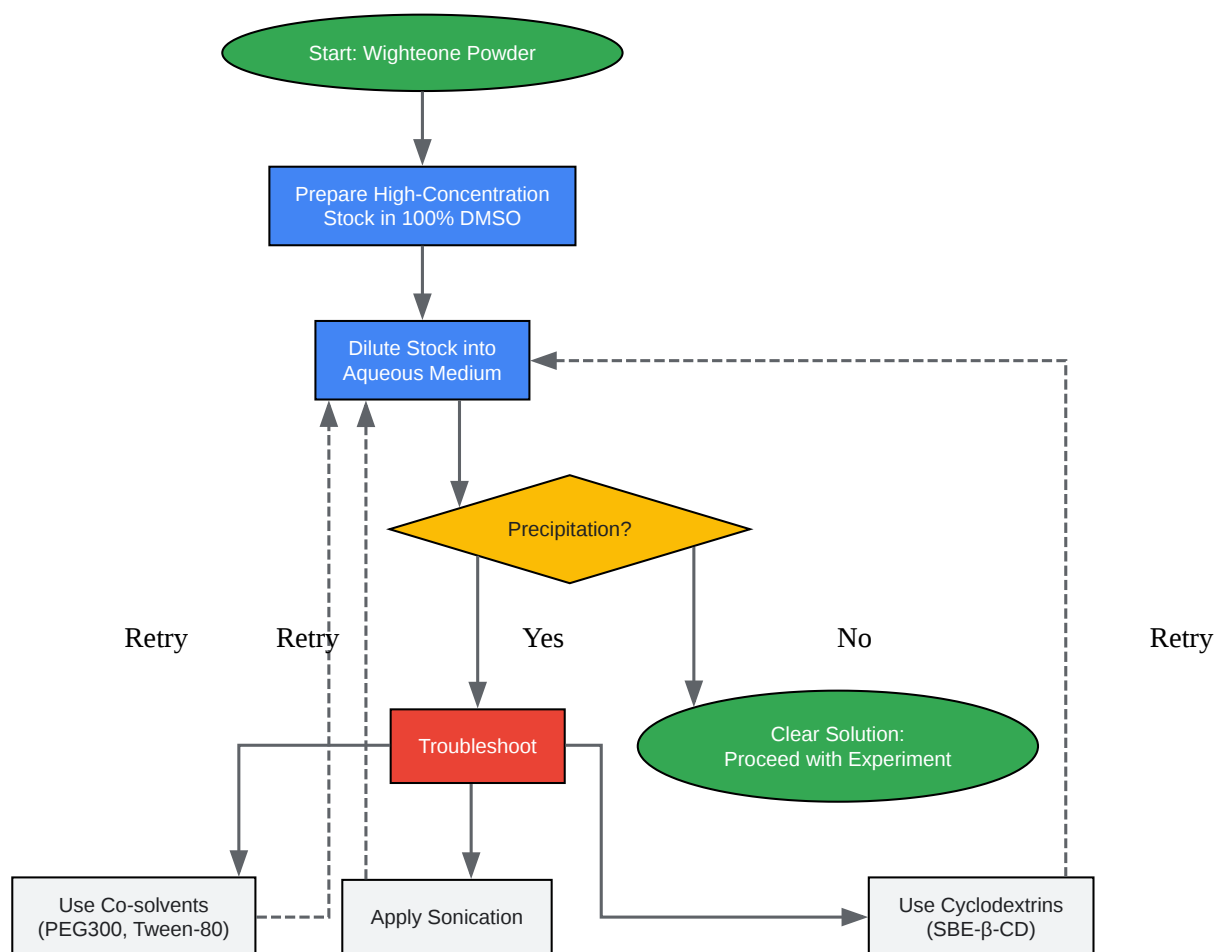 Start: Wighteone Powder
Prepare High-Concentration
Stock in 100% DMSO
Dilute Stock into
Aqueous Medium
Precipitation?
Retry
Retry
Yes
No
Retry
Troubleshoot
Clear Solution:
Proceed with Experiment
Use Co-solvents
(PEG300, Tween-80)
Apply Sonication
Use Cyclodextrins
(SBE-β-CD)